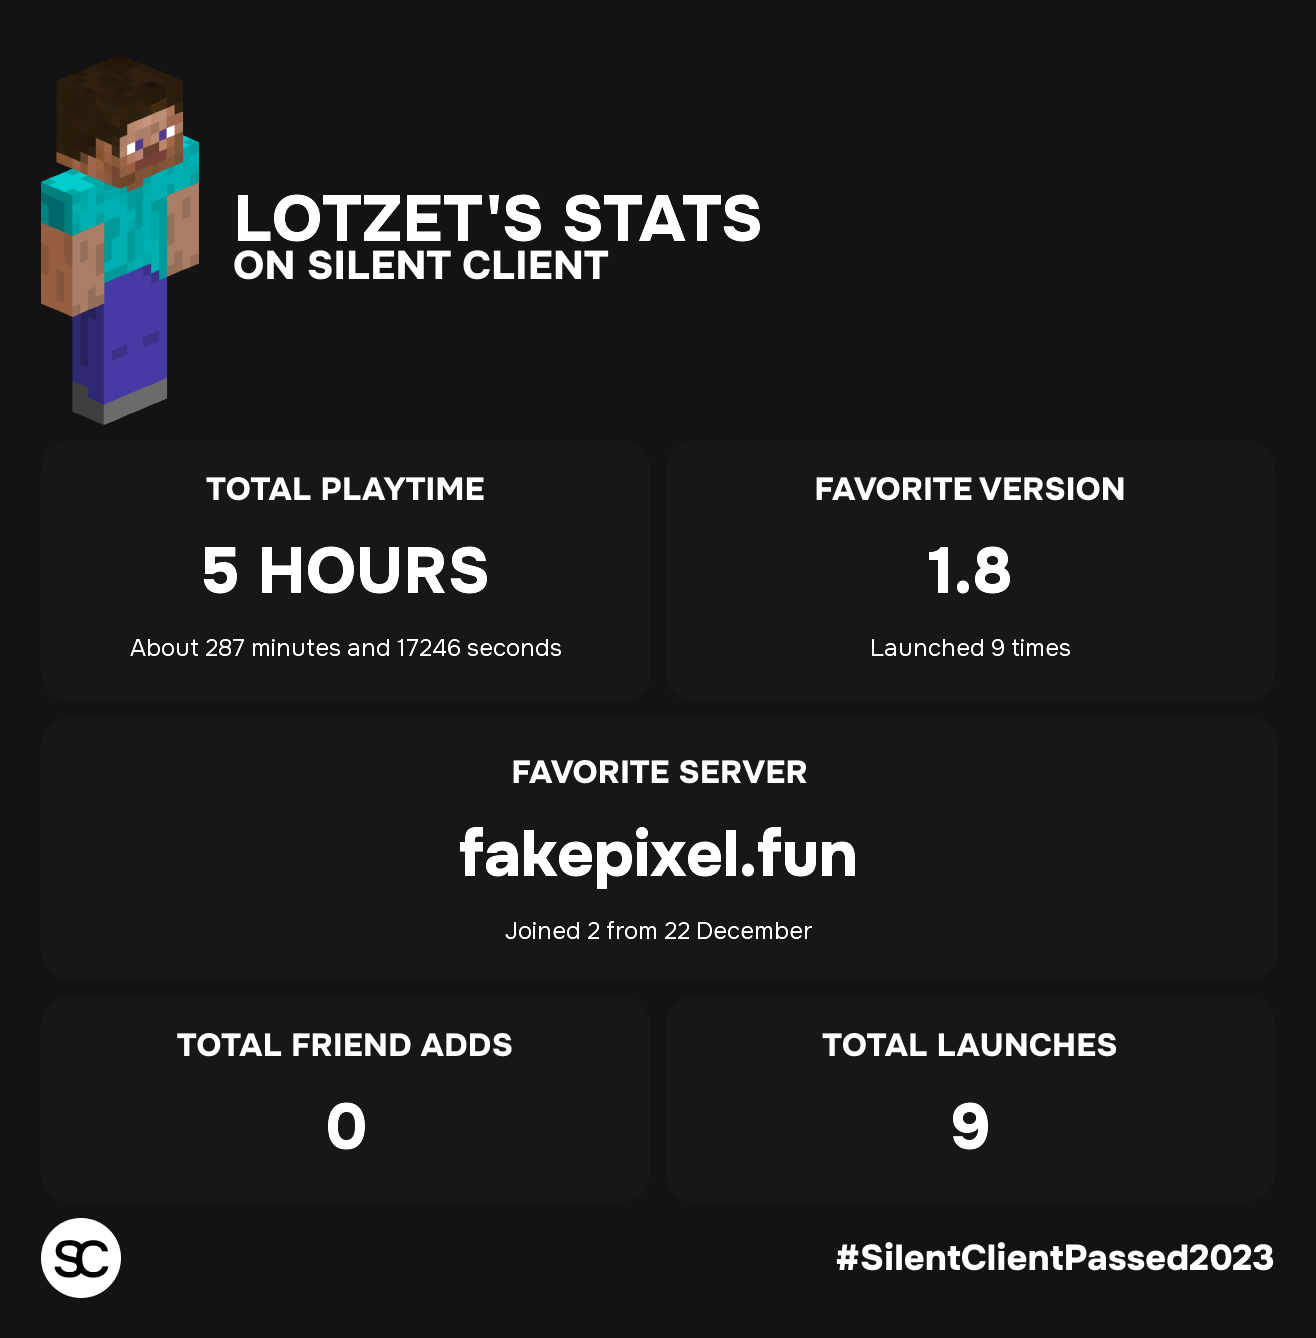 LOTZET'S STATS
ON SILENT CLIENT
TOTAL PLAYTIME
5 HOURS
About 287 minutes and 17246 seconds
FAVORITE VERSION
1.8
Launched 9 times
FAVORITE SERVER
fakepixel.fun
Joined 2 from 22 December
TOTAL FRIEND ADDS
0
TOTAL LAUNCHES
9
SC
#SilentClientPassed2023